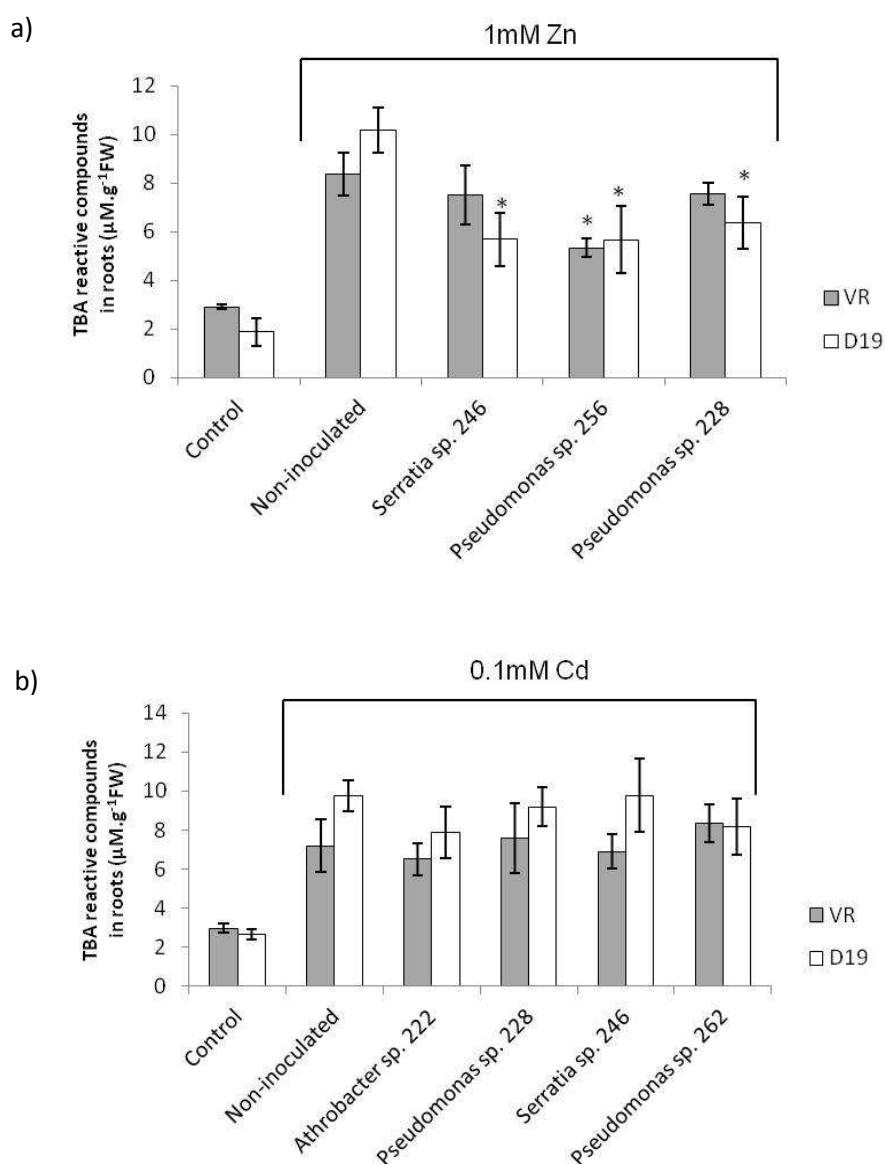 a)
1mM Zn
TBA reactive compounds
in roots (µM.g⁻¹FW)
12
10
8
6
4
2
0
*
*
*
*
VR
D19
Control
Non-inoculated
Serratia sp. 246
Pseudomonas sp. 256
Pseudomonas sp. 228
b)
0.1mM Cd
TBA reactive compounds
in roots (µM.g⁻¹FW)
14
12
10
8
6
4
2
0
VR
D19
Control
Non-inoculated
Athrobacter sp. 222
Pseudomonas sp. 228
Serratia sp. 246
Pseudomonas sp. 262